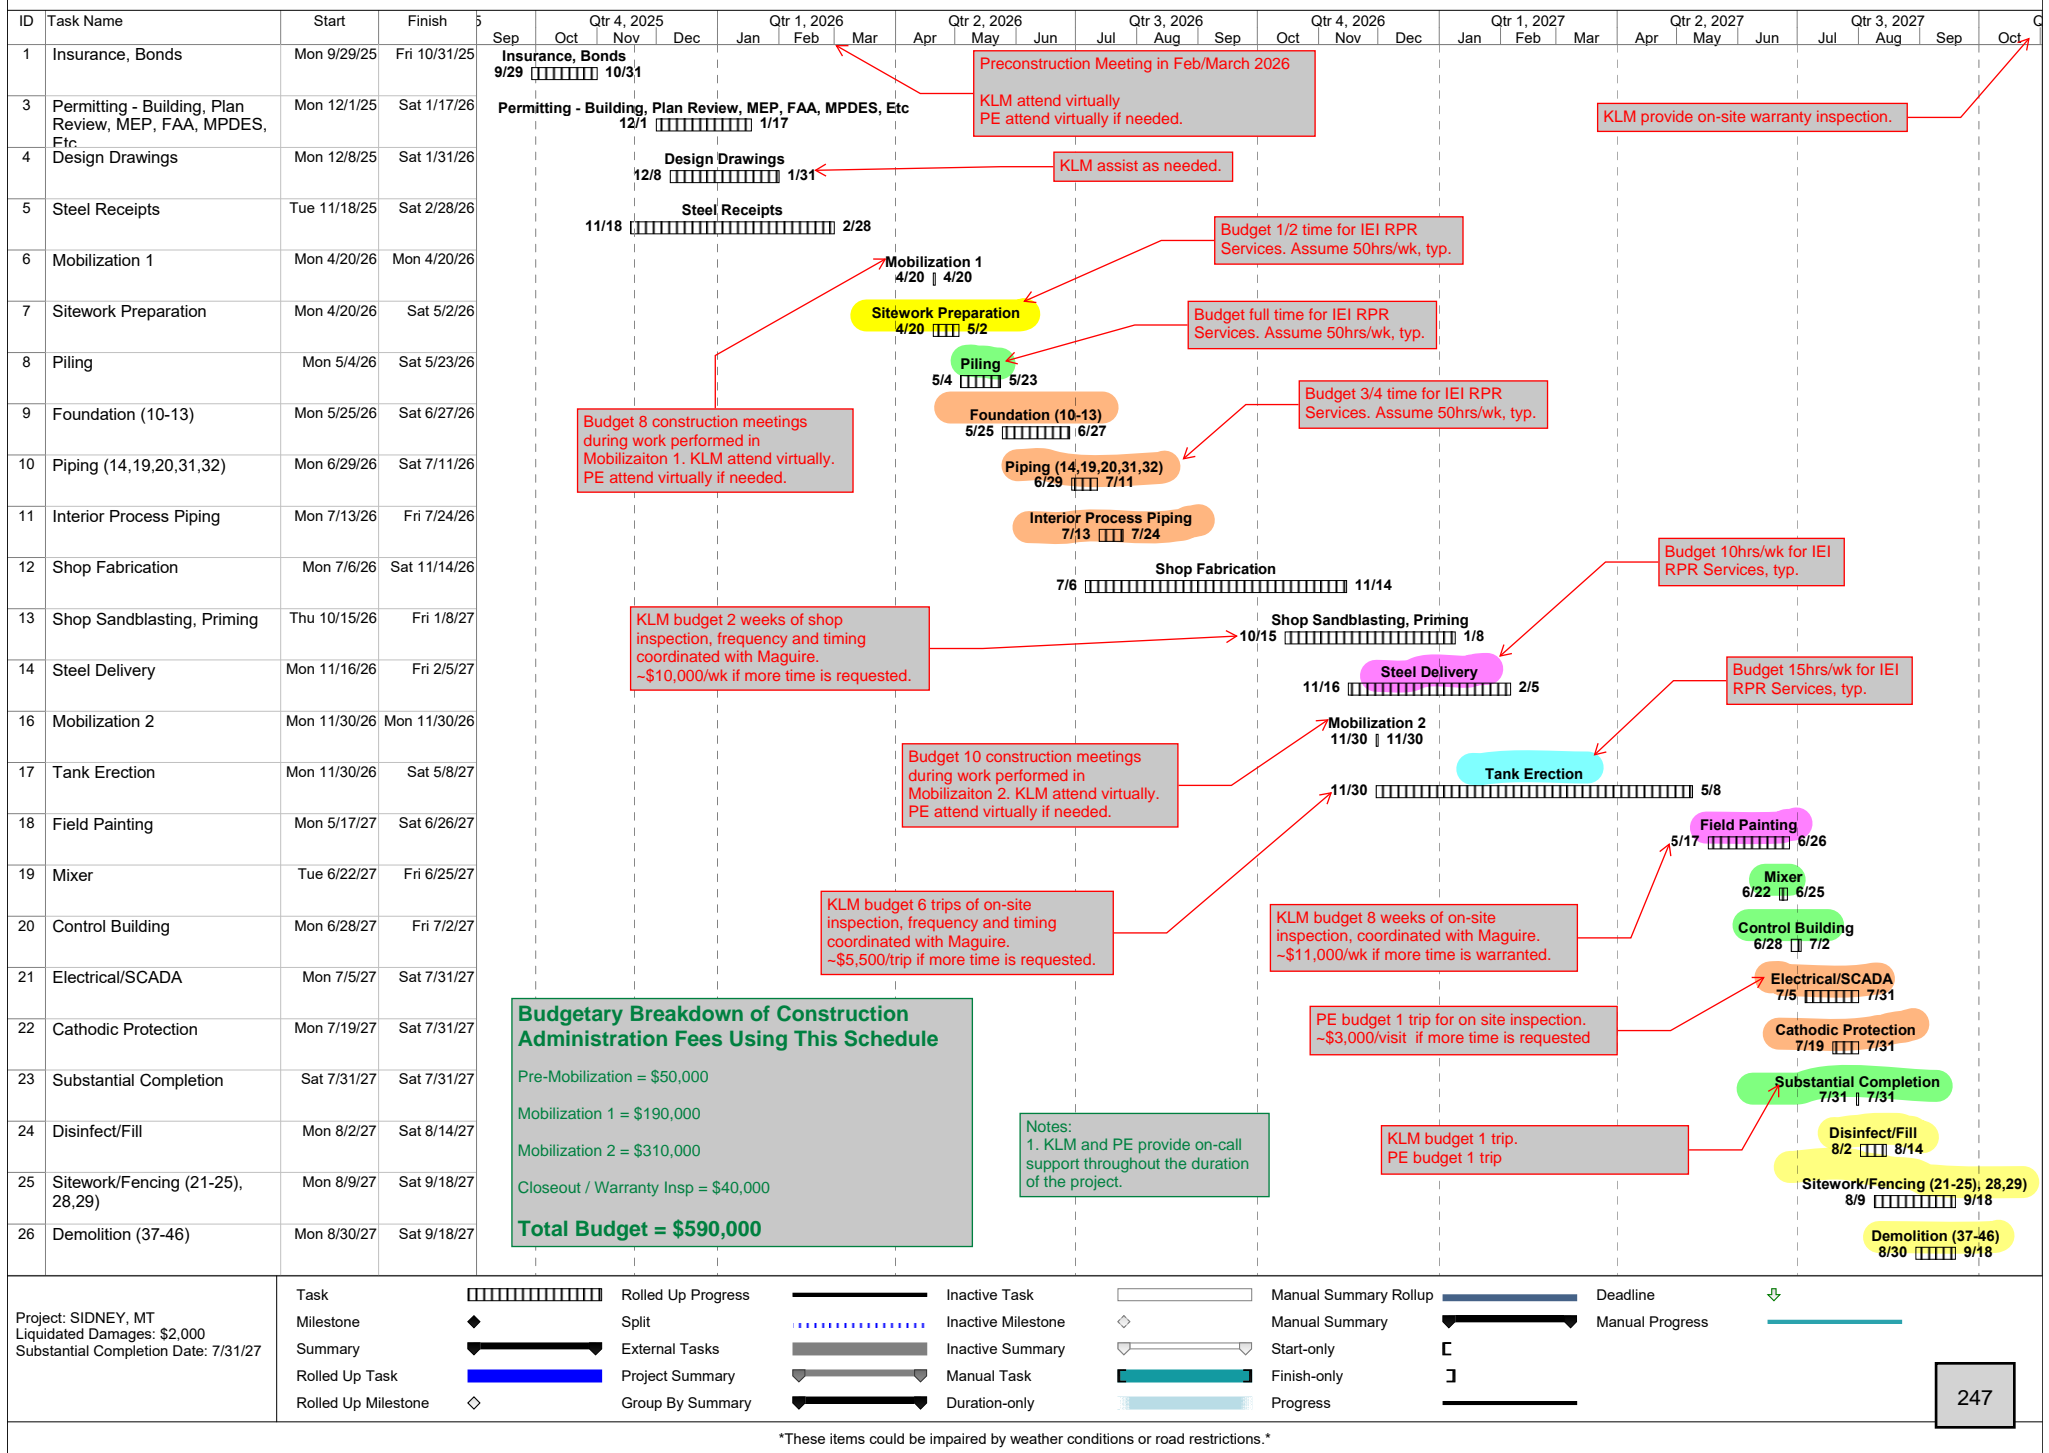 ID Task Name Start Finish 5 Qtr 4, 2025 Qtr 1, 2026 Qtr 2, 2026 Qtr 3, 2026 Qtr 4, 2026 Qtr 1, 2027 Qtr 2, 2027 Qtr 3, 2027 Q
Sep Oct Nov Dec Jan Feb Mar Apr May Jun Jul Aug Sep Oct Nov Dec Jan Feb Mar Apr May Jun Jul Aug Sep Oct
1 Insurance, Bonds Mon 9/29/25 Fri 10/31/25
3 Permitting - Building, Plan Mon 12/1/25 Sat 1/17/26
Review, MEP, FAA, MPDES,
Etc
4 Design Drawings Mon 12/8/25 Sat 1/31/26
5 Steel Receipts Tue 11/18/25 Sat 2/28/26
6 Mobilization 1 Mon 4/20/26 Mon 4/20/26
7 Sitework Preparation Mon 4/20/26 Sat 5/2/26
8 Piling Mon 5/4/26 Sat 5/23/26
9 Foundation (10-13) Mon 5/25/26 Sat 6/27/26
10 Piping (14,19,20,31,32) Mon 6/29/26 Sat 7/11/26
11 Interior Process Piping Mon 7/13/26 Fri 7/24/26
12 Shop Fabrication Mon 7/6/26 Sat 11/14/26
13 Shop Sandblasting, Priming Thu 10/15/26 Fri 1/8/27
14 Steel Delivery Mon 11/16/26 Fri 2/5/27
16 Mobilization 2 Mon 11/30/26 Mon 11/30/26
17 Tank Erection Mon 11/30/26 Sat 5/8/27
18 Field Painting Mon 5/17/27 Sat 6/26/27
19 Mixer Tue 6/22/27 Fri 6/25/27
20 Control Building Mon 6/28/27 Fri 7/2/27
21 Electrical/SCADA Mon 7/5/27 Sat 7/31/27
22 Cathodic Protection Mon 7/19/27 Sat 7/31/27
23 Substantial Completion Sat 7/31/27 Sat 7/31/27
24 Disinfect/Fill Mon 8/2/27 Sat 8/14/27
25 Sitework/Fencing (21-25), Mon 8/9/27 Sat 9/18/27
28,29)
26 Demolition (37-46) Mon 8/30/27 Sat 9/18/27
Insurance, Bonds
9/29 10/31
Preconstruction Meeting in Feb/March 2026
KLM attend virtually
PE attend virtually if needed.
KLM provide on-site warranty inspection.
Permitting - Building, Plan Review, MEP, FAA, MPDES, Etc
12/1 1/17
Design Drawings
12/8 1/31
KLM assist as needed.
Steel Receipts
11/18 2/28
Budget 1/2 time for IEI RPR
Services. Assume 50hrs/wk, typ.
Mobilization 1
4/20 4/20
Sitework Preparation
4/20 5/2
Budget full time for IEI RPR
Services. Assume 50hrs/wk, typ.
Piling
5/4 5/23
Budget 3/4 time for IEI RPR
Services. Assume 50hrs/wk, typ.
Foundation (10-13)
5/25 6/27
Budget 8 construction meetings
during work performed in
Mobilizaiton 1. KLM attend virtually.
PE attend virtually if needed.
Piping (14,19,20,31,32)
6/29 7/11
Interior Process Piping
7/13 7/24
Budget 10hrs/wk for IEI
RPR Services, typ.
Shop Fabrication
7/6 11/14
KLM budget 2 weeks of shop
inspection, frequency and timing
coordinated with Maguire.
~$10,000/wk if more time is requested.
Shop Sandblasting, Priming
10/15 1/8
Steel Delivery
11/16 2/5
Budget 15hrs/wk for IEI
RPR Services, typ.
Mobilization 2
11/30 11/30
Budget 10 construction meetings
during work performed in
Mobilizaiton 2. KLM attend virtually.
PE attend virtually if needed.
Tank Erection
11/30 5/8
Field Painting
5/17 6/26
Mixer
6/22 6/25
KLM budget 6 trips of on-site
inspection, frequency and timing
coordinated with Maguire.
~$5,500/trip if more time is requested.
KLM budget 8 weeks of on-site
inspection, coordinated with Maguire.
~$11,000/wk if more time is warranted.
Control Building
6/28 7/2
Electrical/SCADA
7/5 7/31
PE budget 1 trip for on site inspection.
~$3,000/visit if more time is requested
Cathodic Protection
7/19 7/31
Substantial Completion
7/31 7/31
KLM budget 1 trip.
PE budget 1 trip
Disinfect/Fill
8/2 8/14
Sitework/Fencing (21-25), 28,29)
8/9 9/18
Demolition (37-46)
8/30 9/18
Budgetary Breakdown of Construction
Administration Fees Using This Schedule
Pre-Mobilization = $50,000
Mobilization 1 = $190,000
Mobilization 2 = $310,000
Closeout / Warranty Insp = $40,000
Total Budget = $590,000
Notes:
1. KLM and PE provide on-call
support throughout the duration
of the project.
Project: SIDNEY, MT
Liquidated Damages: $2,000
Substantial Completion Date: 7/31/27
Task Rolled Up Progress Inactive Task Manual Summary Rollup Deadline
Milestone Split Inactive Milestone Manual Summary Manual Progress
Summary External Tasks Inactive Summary Start-only
Rolled Up Task Project Summary Manual Task Finish-only
Rolled Up Milestone Group By Summary Duration-only Progress
247
*These items could be impaired by weather conditions or road restrictions.*